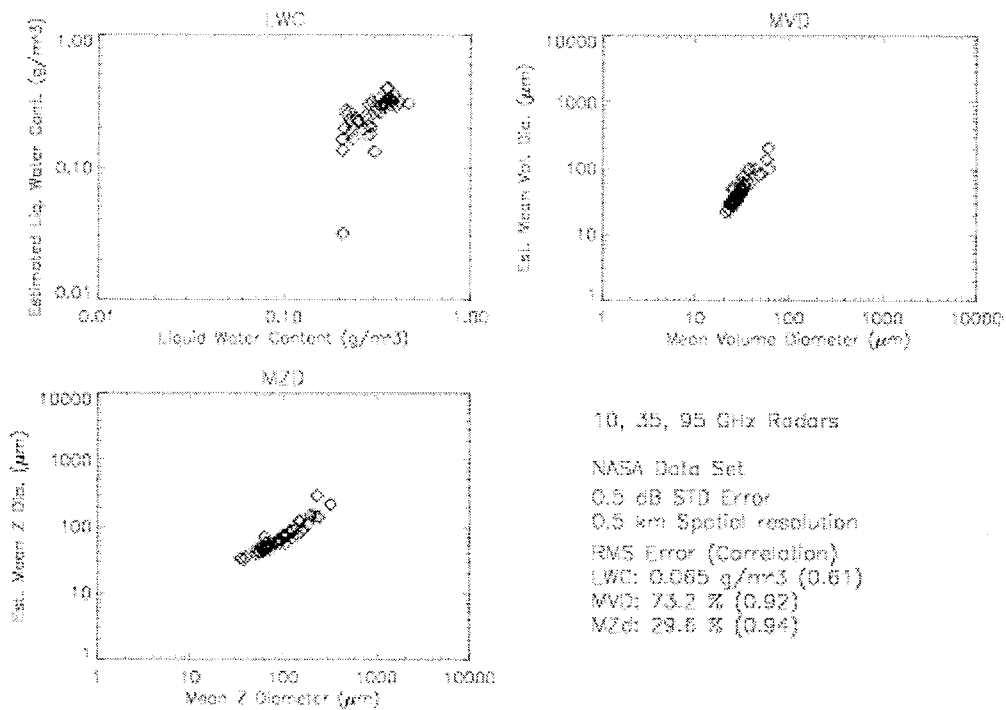 LWC
1.00
0.10
0.01
Estimated Liq. Water Cont. (g/m3)
0.01 0.10 1.00
Liquid Water Content (g/m3)
MVD
10000
1000
100
10
1
Est. Mean Vol. Dia. (μm)
1 10 100 1000 10000
Mean Volume Diameter (μm)
MZD
10000
1000
100
10
1
Est. Mean Z Dia. (μm)
1 10 100 1000 10000
Mean Z Diameter (μm)
10, 35, 95 GHz Radars
NASA Data Set
0.5 dB STD Error
0.5 km Spatial resolution
RMS Error (Correlation)
LWC: 0.065 g/m3 (0.61)
MVD: 73.2 % (0.92)
MZd: 29.6 % (0.94)